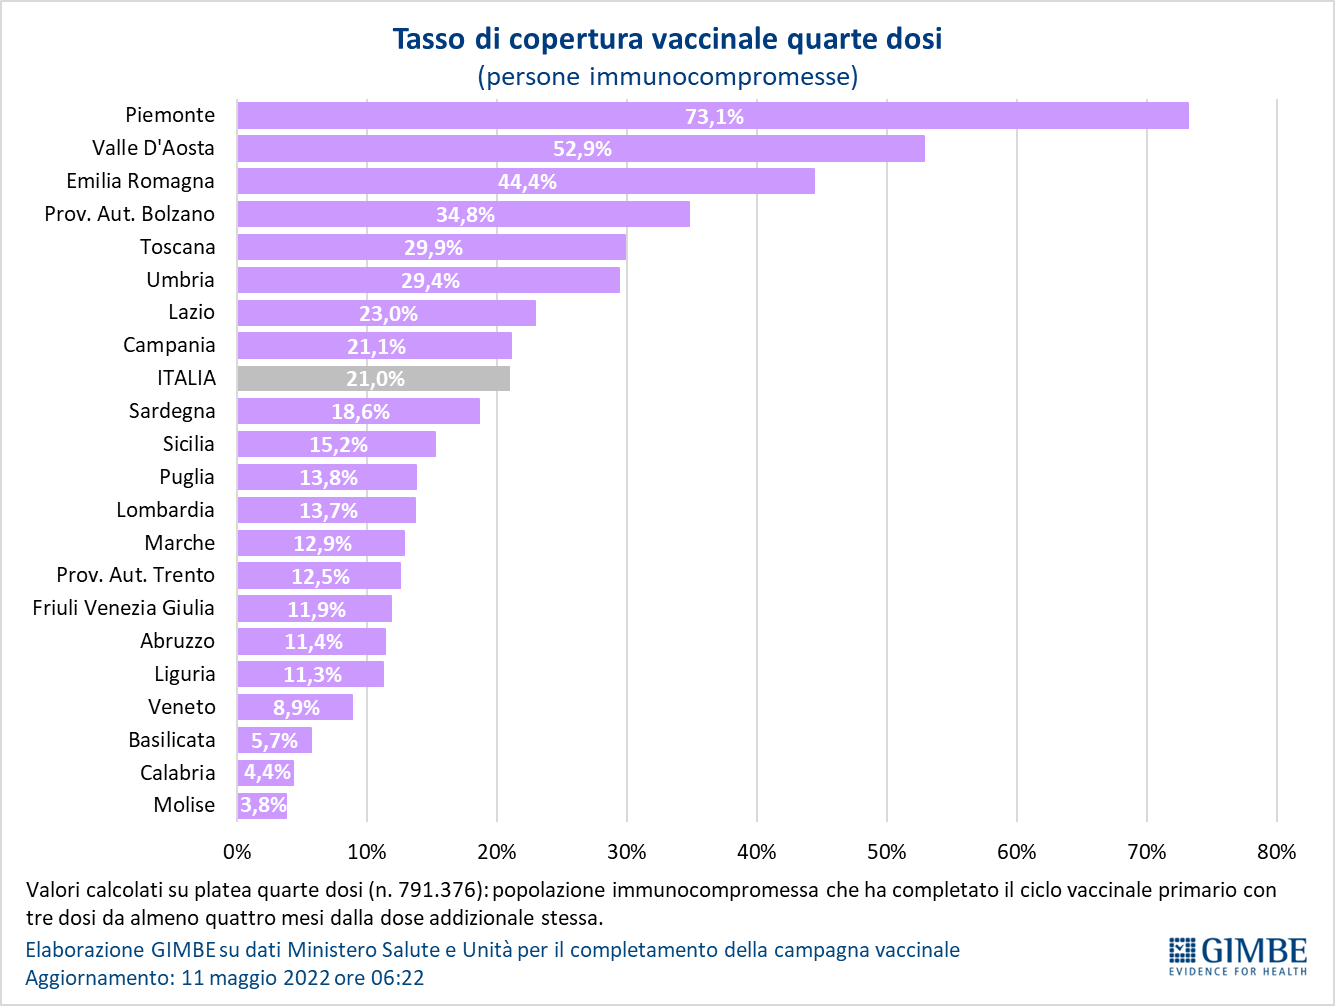 Tasso di copertura vaccinale quarte dosi
(persone immunocompromesse)
Piemonte 73,1%
Valle D'Aosta 52,9%
Emilia Romagna 44,4%
Prov. Aut. Bolzano 34,8%
Toscana 29,9%
Umbria 29,4%
Lazio 23,0%
Campania 21,1%
ITALIA 21,0%
Sardegna 18,6%
Sicilia 15,2%
Puglia 13,8%
Lombardia 13,7%
Marche 12,9%
Prov. Aut. Trento 12,5%
Friuli Venezia Giulia 11,9%
Abruzzo 11,4%
Liguria 11,3%
Veneto 8,9%
Basilicata 5,7%
Calabria 4,4%
Molise 3,8%
0% 10% 20% 30% 40% 50% 60% 70% 80%
Valori calcolati su platea quarte dosi (n. 791.376): popolazione immunocompromessa che ha completato il ciclo vaccinale primario con
tre dosi da almeno quattro mesi dalla dose addizionale stessa.
Elaborazione GIMBE su dati Ministero Salute e Unità per il completamento della campagna vaccinale
Aggiornamento: 11 maggio 2022 ore 06:22
GIMBE
EVIDENCE FOR HEALTH